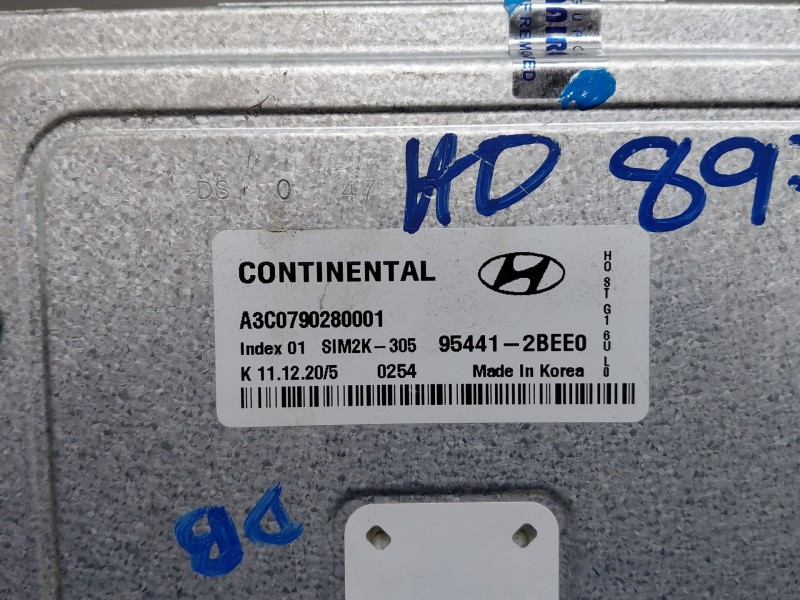 DS 0 47
HD 89
CONTINENTAL
A3C0790280001
Index 01 SIM2K-305 95441-2BEE0
K 11.12.20/5 0254 Made In Korea
HO ST G1 6U L0
DB